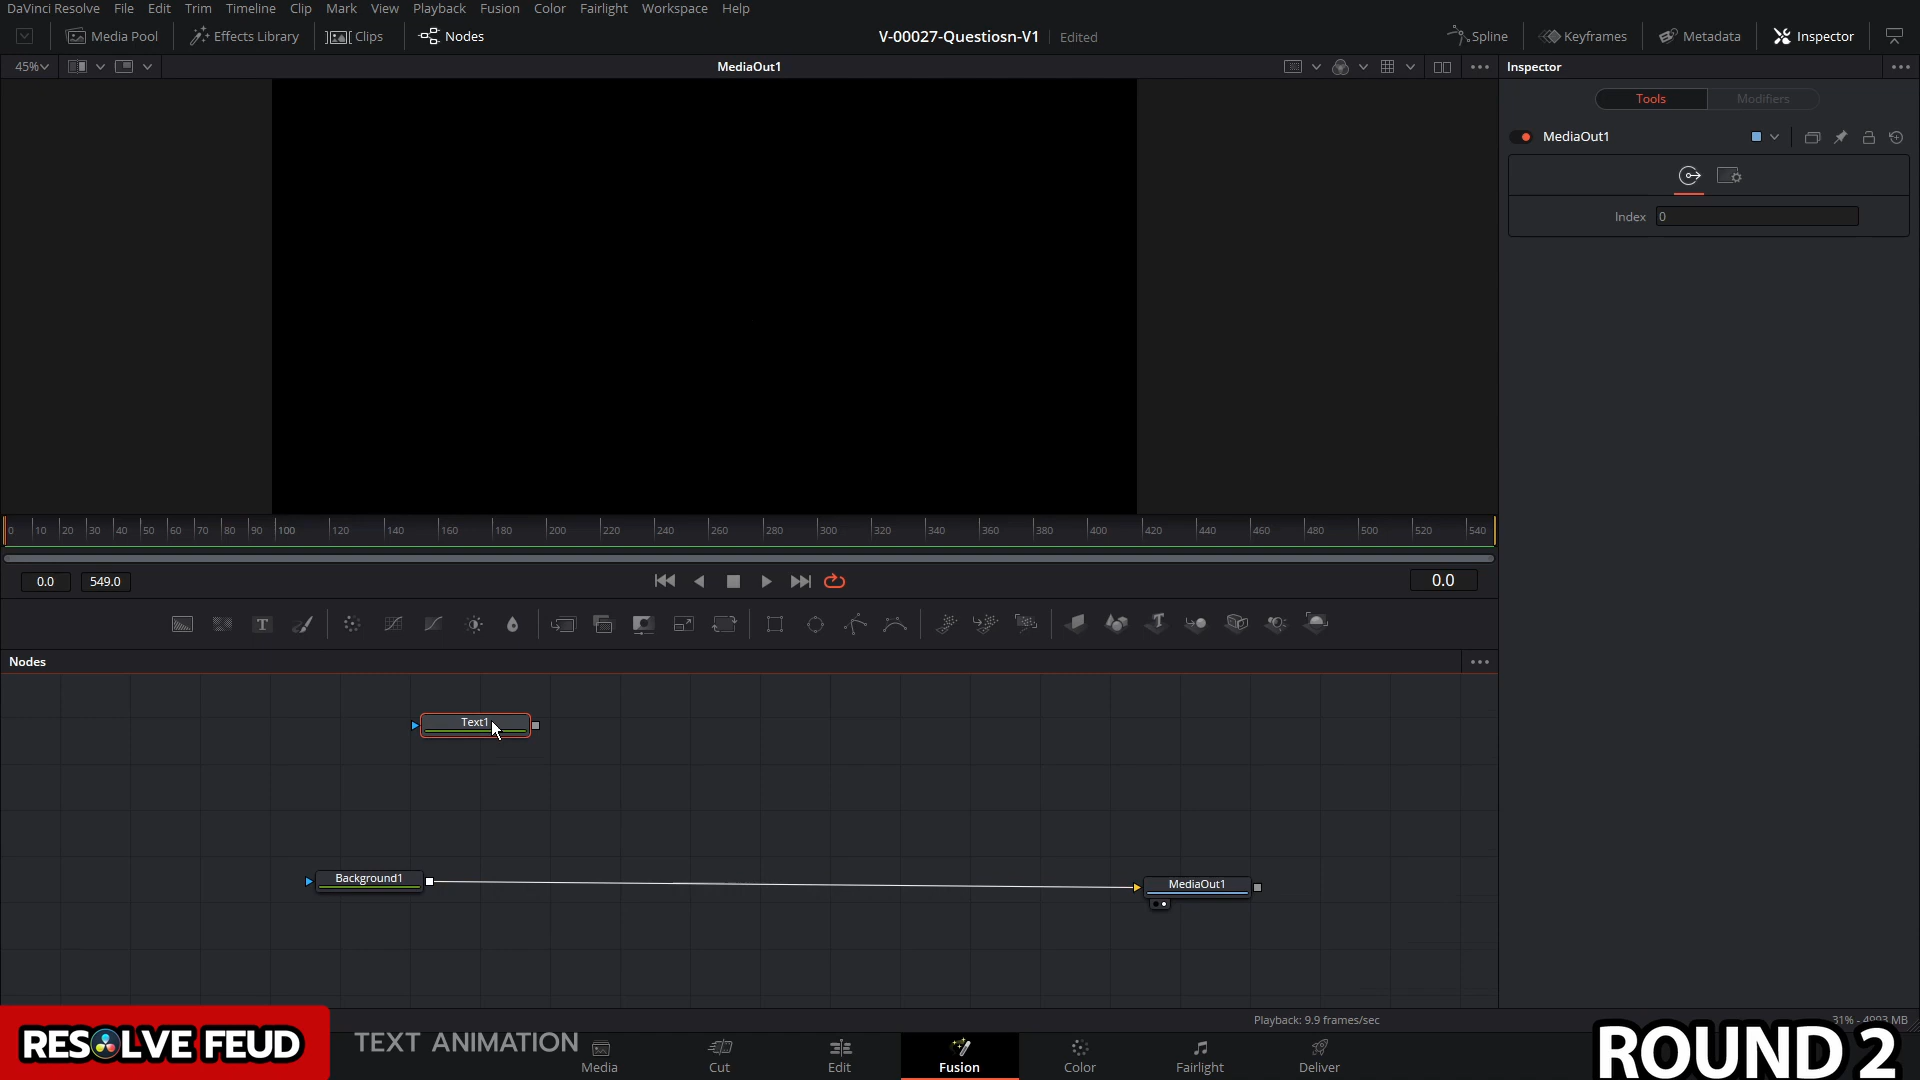 DaVinci Resolve File Edit Trim Timeline Clip Mark View Playback Fusion Color Fairlight Workspace Help
Media Pool Effects Library Clips Nodes V-00027-Questiosn-V1 Edited Spline Keyframes Metadata Inspector
45% MediaOut1 Inspector
Tools Modifiers
MediaOut1
Index 0
0 10 20 30 40 50 60 70 80 90 100 120 140 160 180 200 220 240 260 280 300 320 340 360 380 400 420 440 460 480 500 520 540
0.0 549.0 0.0
T
Nodes
Text1
Background1
MediaOut1
Playback: 9.9 frames/sec 31% - 4993 MB
RESOLVE FEUD TEXT ANIMATION ROUND 2
Media Cut Edit Fusion Color Fairlight Deliver